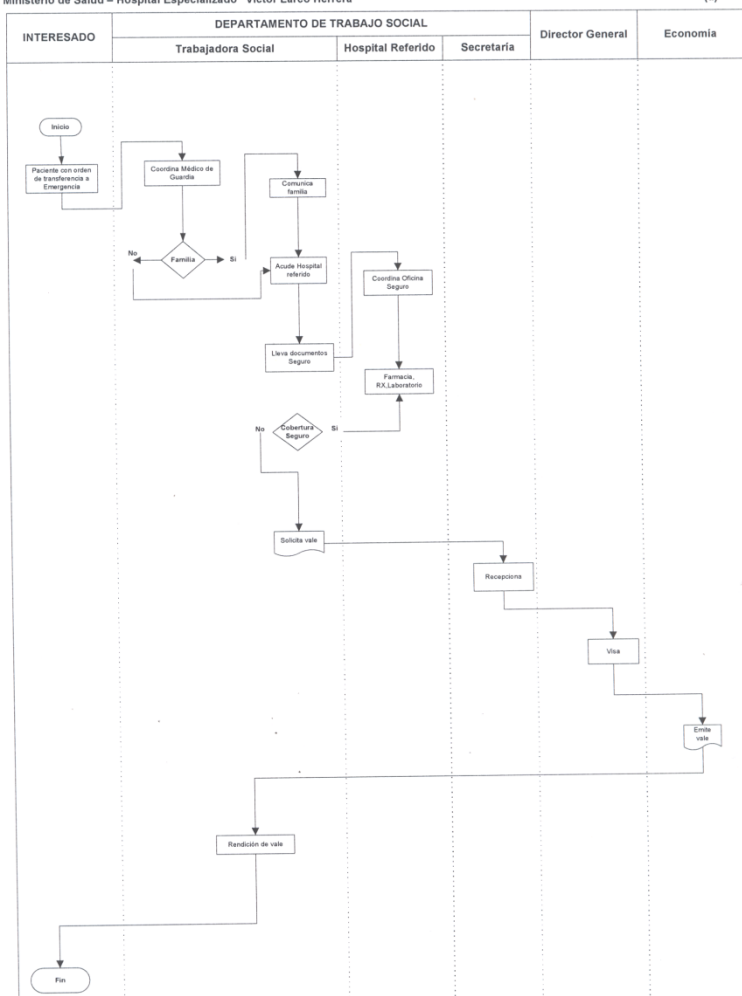 Ministerio de Salud – Hospital Especializado "Víctor Larco Herrera"
INTERESADO
DEPARTAMENTO DE TRABAJO SOCIAL
Trabajadora Social
Hospital Referido
Secretaria
Director General
Economia
Inicio
Paciente con orden
de transferencia a
Emergencia
Coordina Médico de
Guardia
Comunica
familia
No
Familia
Si
Acude Hospital
referido
Coordina Oficina
Seguro
Lleva documentos
Seguro
Farmacia,
RX,Laboratorio
No
Cobertura
Seguro
Si
Solicita vale
Recepciona
Visa
Emite
vale
Rendición de vale
Fin